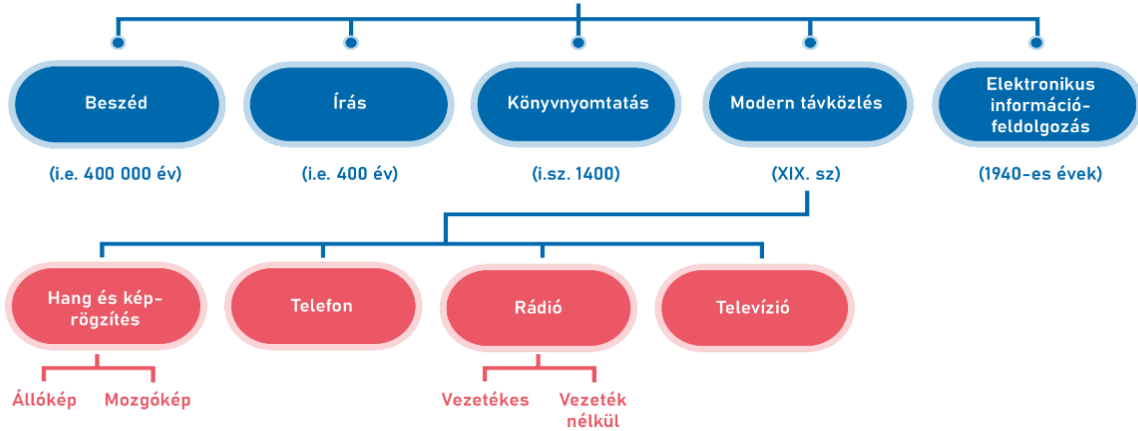 Beszéd
Írás
Könyvnyomtatás
Modern távközlés
Elektronikus
információ-
feldolgozás
(i.e. 400 000 év)
(i.e. 400 év)
(i.sz. 1400)
(XIX. sz)
(1940-es évek)
Hang és kép-
rögzítés
Telefon
Rádió
Televízió
Állókép
Mozgókép
Vezetékes
Vezeték
nélkül